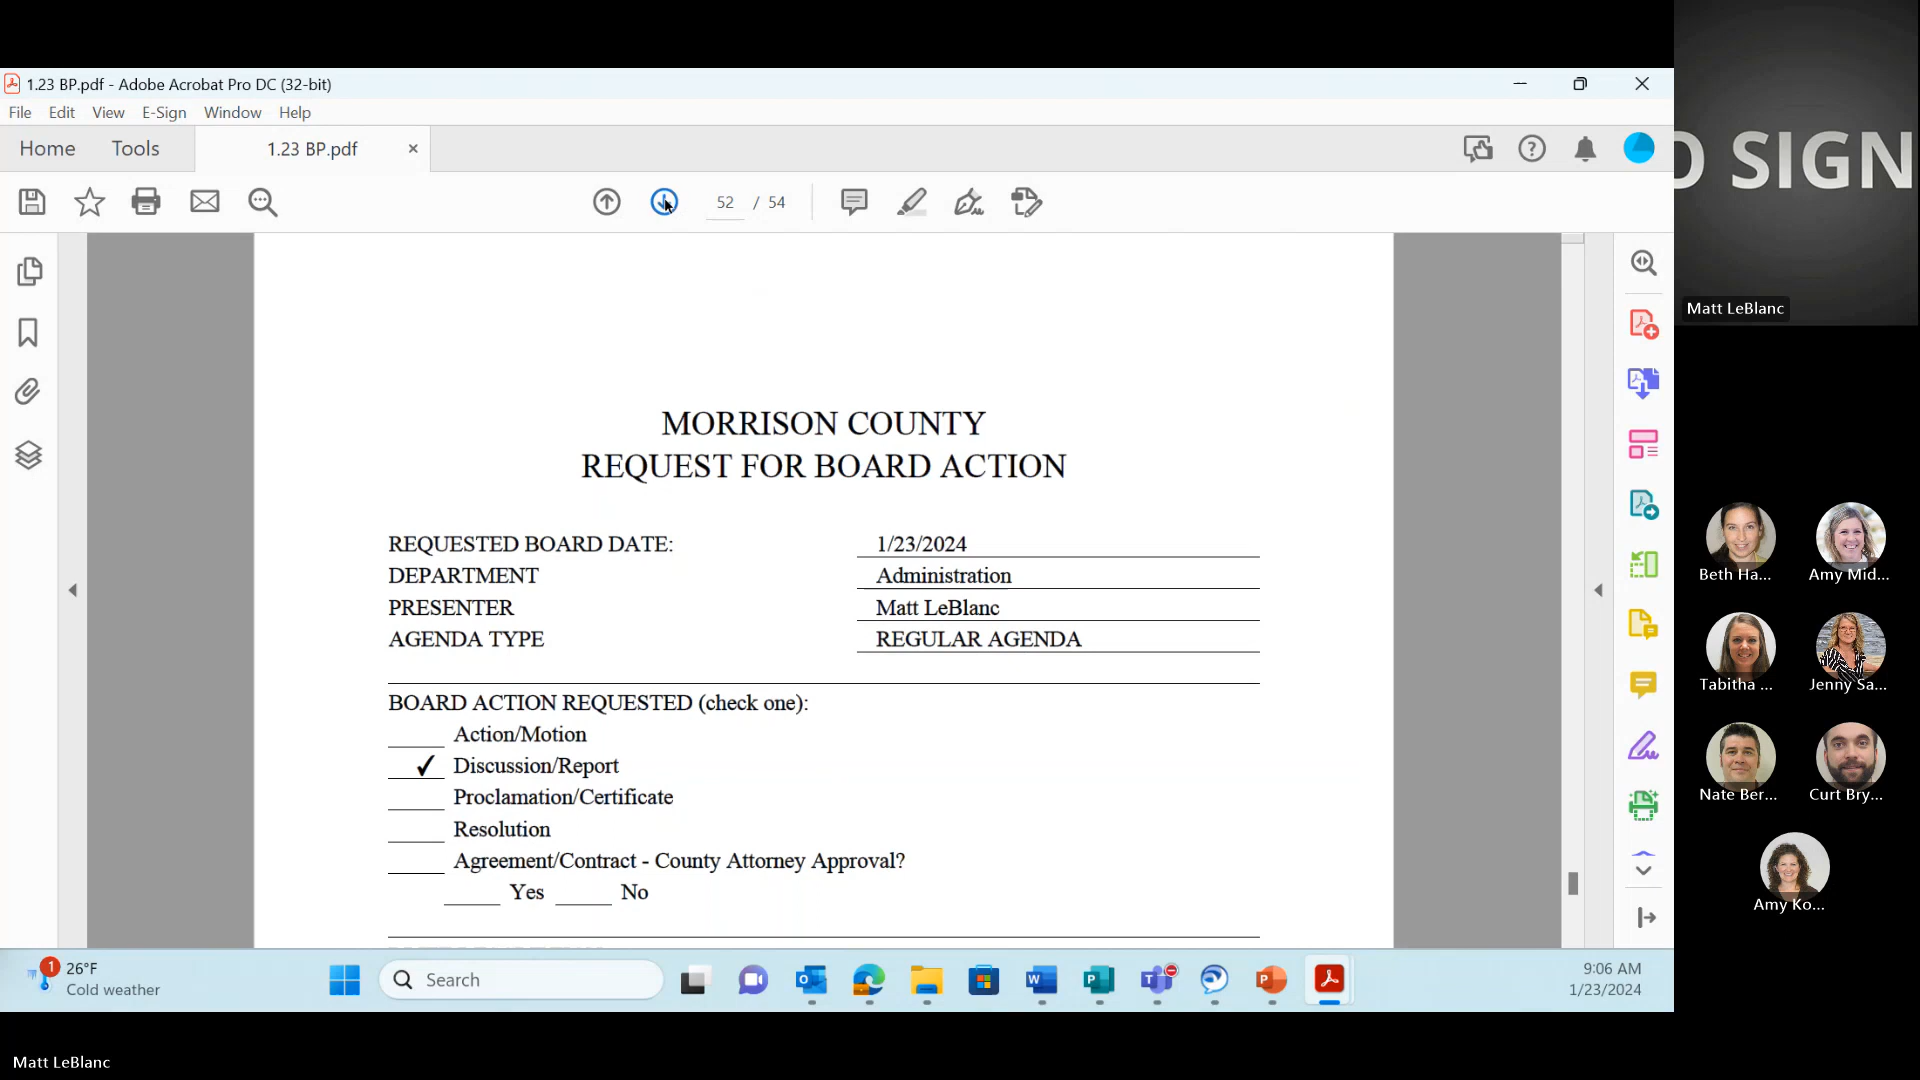 1.23 BP.pdf - Adobe Acrobat Pro DC (32-bit)
File Edit View E-Sign Window Help
Home Tools 1.23 BP.pdf
52 / 54
O SIGN
Matt LeBlanc
MORRISON COUNTY
REQUEST FOR BOARD ACTION
REQUESTED BOARD DATE: 1/23/2024
DEPARTMENT Administration
PRESENTER Matt LeBlanc
AGENDA TYPE REGULAR AGENDA
BOARD ACTION REQUESTED (check one):
Action/Motion
✓ Discussion/Report
Proclamation/Certificate
Resolution
Agreement/Contract - County Attorney Approval?
Yes No
Beth Ha... Amy Mid...
Tabitha ... Jenny Sa...
Nate Ber... Curt Bry...
Amy Ko...
1
26°F
Cold weather
Search
9:06 AM
1/23/2024
Matt LeBlanc